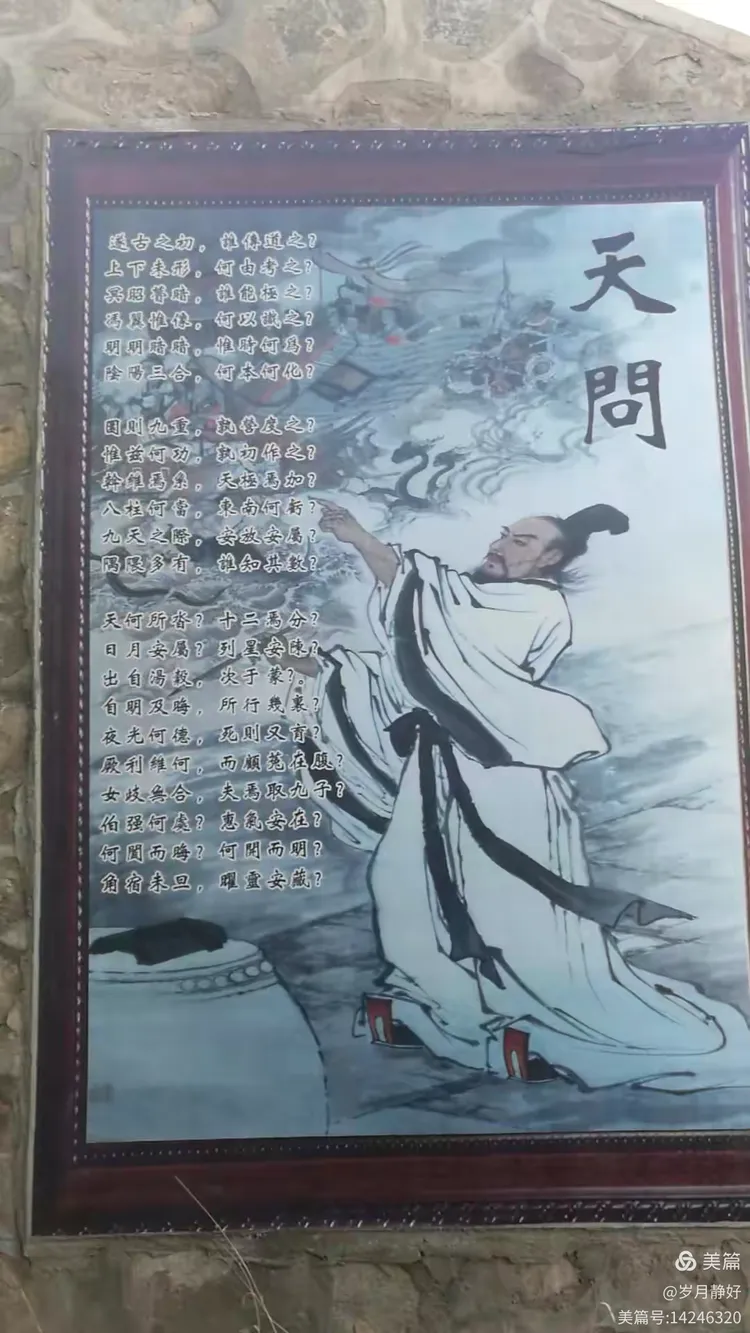 天問
遂古之初，誰傳道之?
上下未形，何由考之?
冥昭瞢暗，誰能極之?
馮翼惟像，何以識之?
明明暗暗，惟時何為?
陰陽三合，何本何化?
圜則九重，孰營度之?
惟茲何功，孰初作之?
斡維焉系，天極焉加?
八柱何當，東南何虧?
九天之際，安放安屬?
隅隈多有，誰知其數?
天何所沓? 十二焉分?
日月安屬? 列星安陳?
出自湯穀，次于蒙?。
自明及晦，所行幾裏?
夜光何德，死則又育?
厥利維何，而顧菟在腹?
女歧無合，夫焉取九子?
伯强何處? 惠氣安在?
何闔而晦? 何開而明?
角宿未旦，曜靈安藏?
美篇
@岁月静好
美篇号:14246320